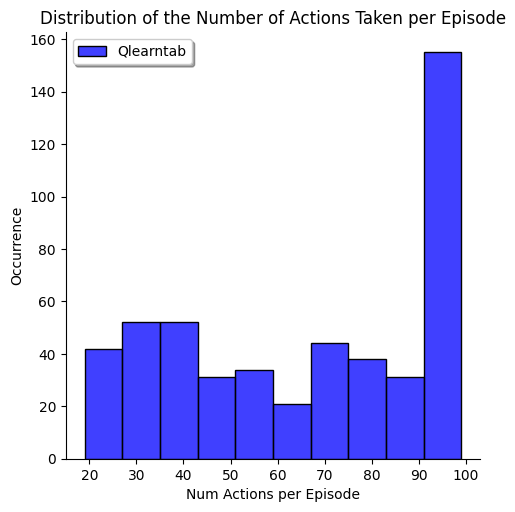 Distribution of the Number of Actions Taken per Episode
Qlearntab
160
140
120
100
80
60
40
20
0
Occurrence
20 30 40 50 60 70 80 90 100
Num Actions per Episode